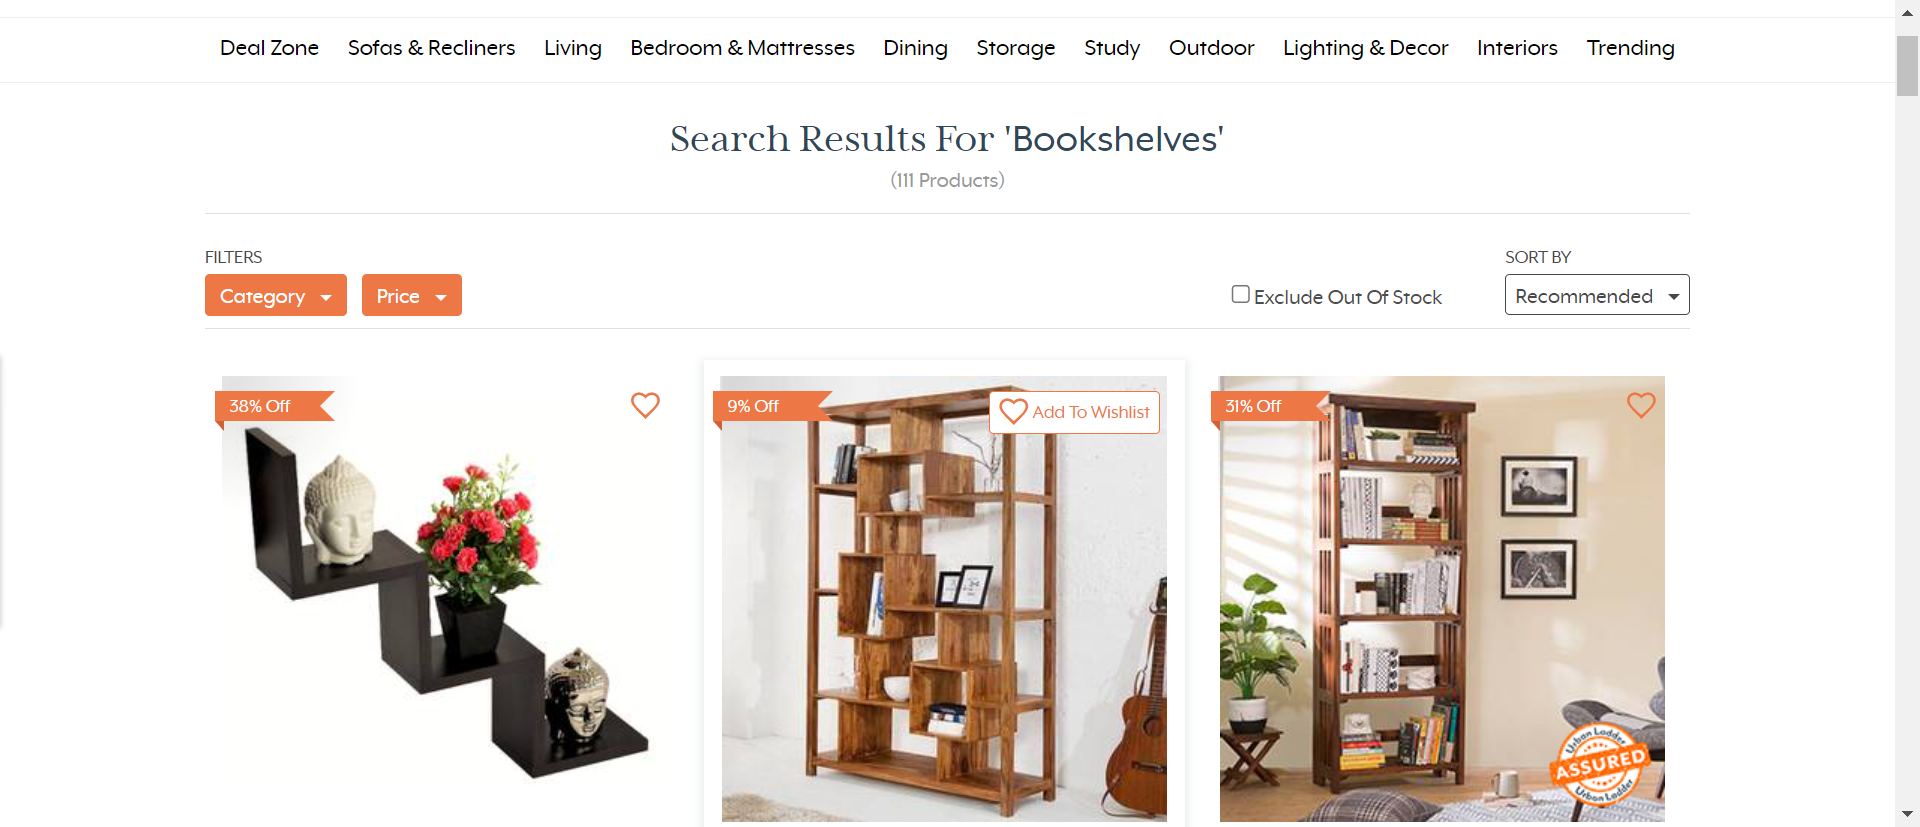 Deal Zone Sofas & Recliners Living Bedroom & Mattresses Dining Storage Study Outdoor Lighting & Decor Interiors Trending
Search Results For 'Bookshelves'
(111 Products)
FILTERS
SORT BY
Category Price
Exclude Out Of Stock
Recommended
38% Off
9% Off
Add To Wishlist
31% Off
Urban Ladder
ASSURED
Urban Ladder